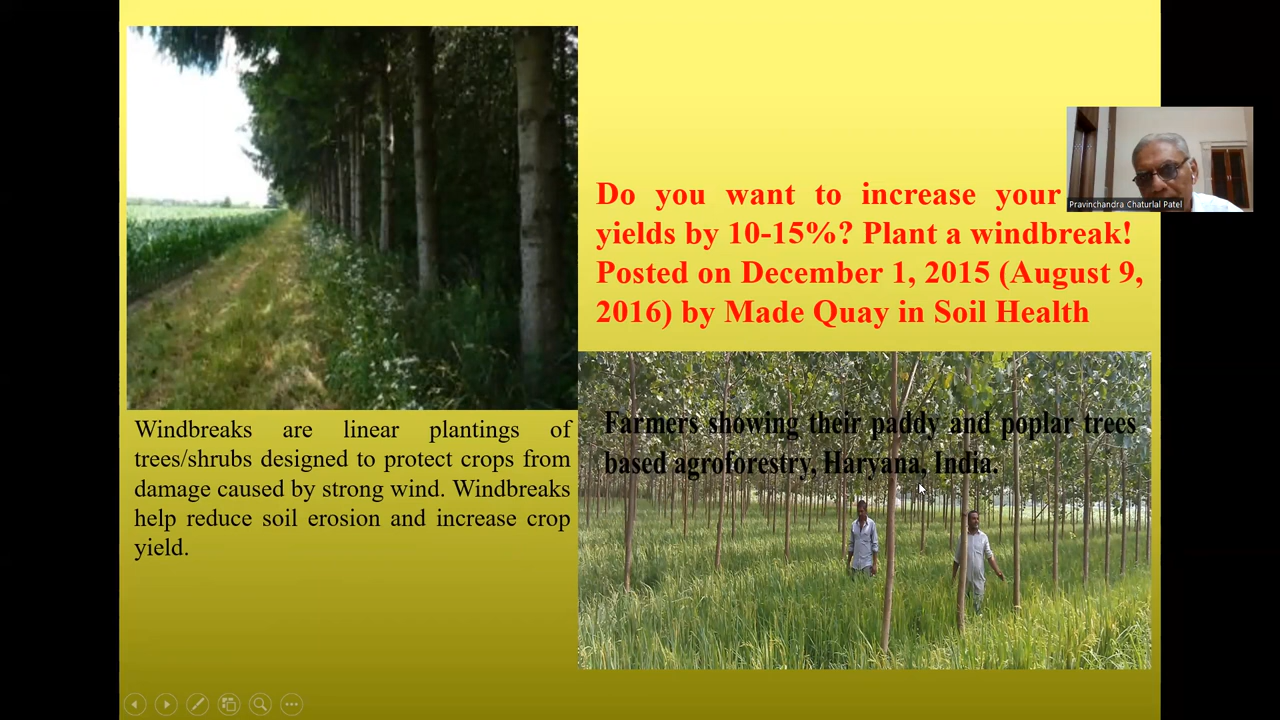 Do you want to increase your
yields by 10-15%? Plant a windbreak!
Posted on December 1, 2015 (August 9,
2016) by Made Quay in Soil Health
Pravinchandra Chaturlal Patel
Windbreaks are linear plantings of
trees/shrubs designed to protect crops from
damage caused by strong wind. Windbreaks
help reduce soil erosion and increase crop
yield.
Farmers showing their paddy and poplar trees
based agroforestry, Haryana, India.